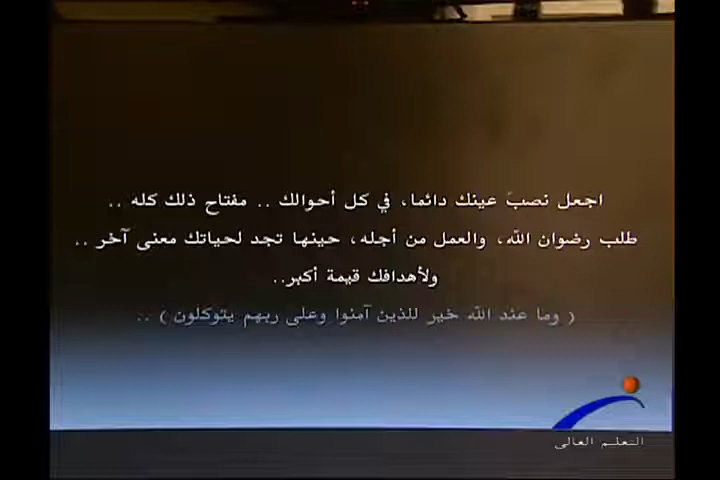 اجعل نصبَ عينك دائما، في كل أحوالك .. مفتاح ذلك كله ..
طلب رضوان الله، والعمل من أجله، حينها تجد لحياتك معنى آخر ..
ولأهدافك قيمة أكبر..
( وما عند الله خير للذين آمنوا وعلى ربهم يتوكلون ) ..
التعليم العالي